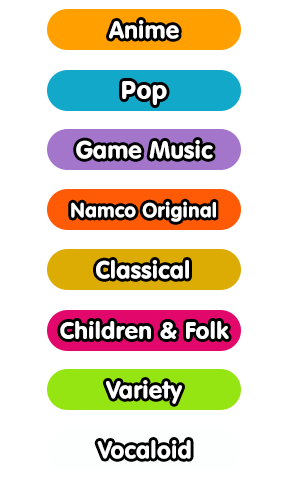 Anime
Pop
Game Music
Namco Original
Classical
Children & Folk
Variety
Vocaloid